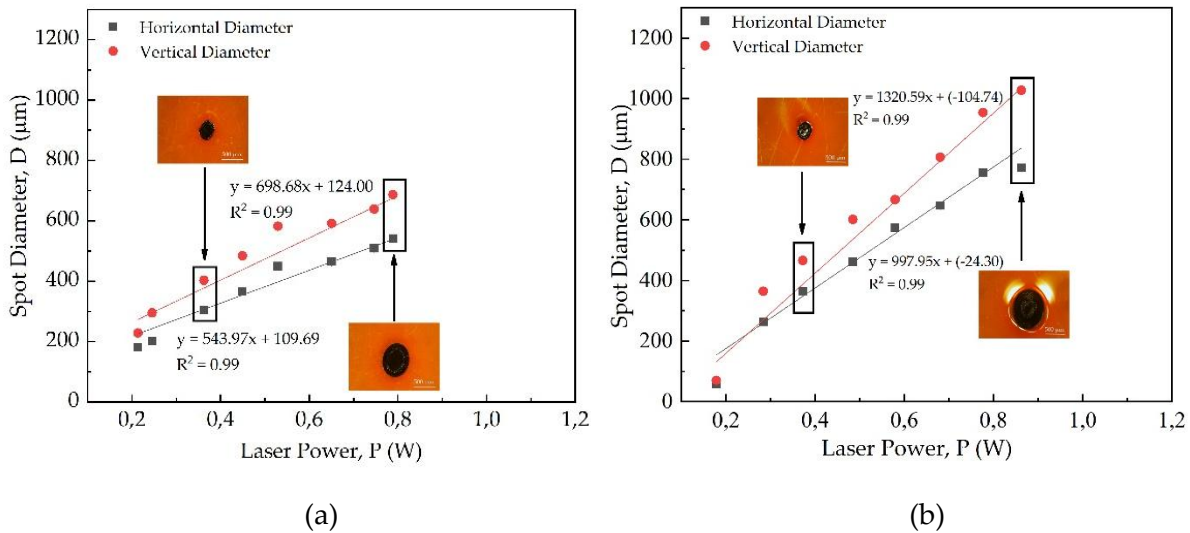 Horizontal Diameter
Vertical Diameter
1200
1000
800
600
400
200
0
Spot Diameter, D (µm)
300 µm
y = 698.68x + 124.00
R² = 0.99
y = 543.97x + 109.69
R² = 0.99
300 µm
0,2 0,4 0,6 0,8 1,0 1,2
Laser Power, P (W)
(a)
Horizontal Diameter
Vertical Diameter
1200
1000
800
600
400
200
0
Spot Diameter, D (µm)
y = 1320.59x + (-104.74)
R² = 0.99
y = 997.95x + (-24.30)
R² = 0.99
0,2 0,4 0,6 0,8 1,0 1,2
Laser Power, P (W)
(b)